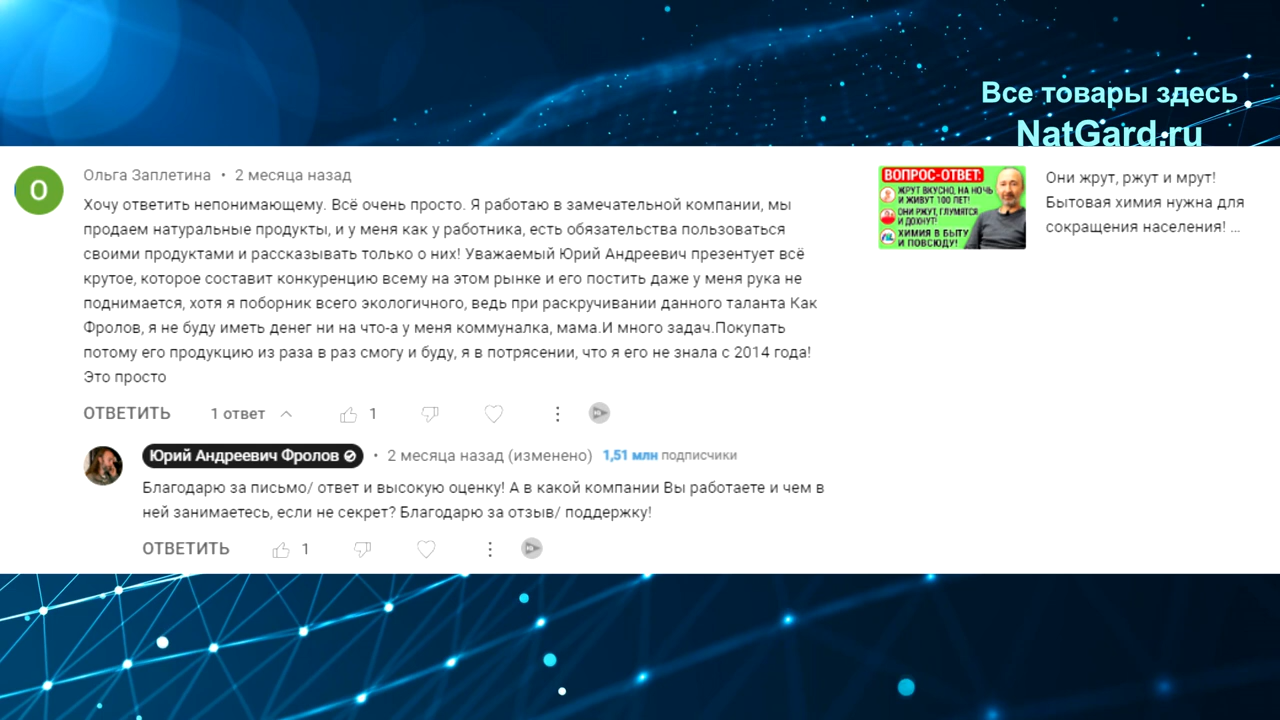 Все товары здесь
NatGard.ru
О
Ольга Заплетина • 2 месяца назад
Хочу ответить непонимающему. Всё очень просто. Я работаю в замечательной компании, мы
продаем натуральные продукты, и у меня как у работника, есть обязательства пользоваться
своими продуктами и рассказывать только о них! Уважаемый Юрий Андреевич презентует всё
крутое, которое составит конкуренцию всему на этом рынке и его постить даже у меня рука не
поднимается, хотя я поборник всего экологичного, ведь при раскручивании данного таланта Как
Фролов, я не буду иметь денег ни на что-а у меня коммуналка, мама.И много задач.Покупать
потому его продукцию из раза в раз смогу и буду, я в потрясении, что я его не знала с 2014 года!
Это просто
ОТВЕТИТЬ 1 ответ 1
Юрий Андреевич Фролов • 2 месяца назад (изменено) 1,51 млн подписчики
Благодарю за письмо/ ответ и высокую оценку! А в какой компании Вы работаете и чем в
ней занимаетесь, если не секрет? Благодарю за отзыв/ поддержку!
ОТВЕТИТЬ 1
ВОПРОС-ОТВЕТ:
ЖРУТ ВКУСНО, НА НОЧЬ
И ЖИВУТ 100 ЛЕТ!
ОНИ РЖУТ, ГЛУМЯТСЯ
И ДОХНУТ!
ХИМИЯ В БЫТУ
И ПОВСЮДУ!
Они жрут, ржут и мрут!
Бытовая химия нужна для
сокращения населения! ...